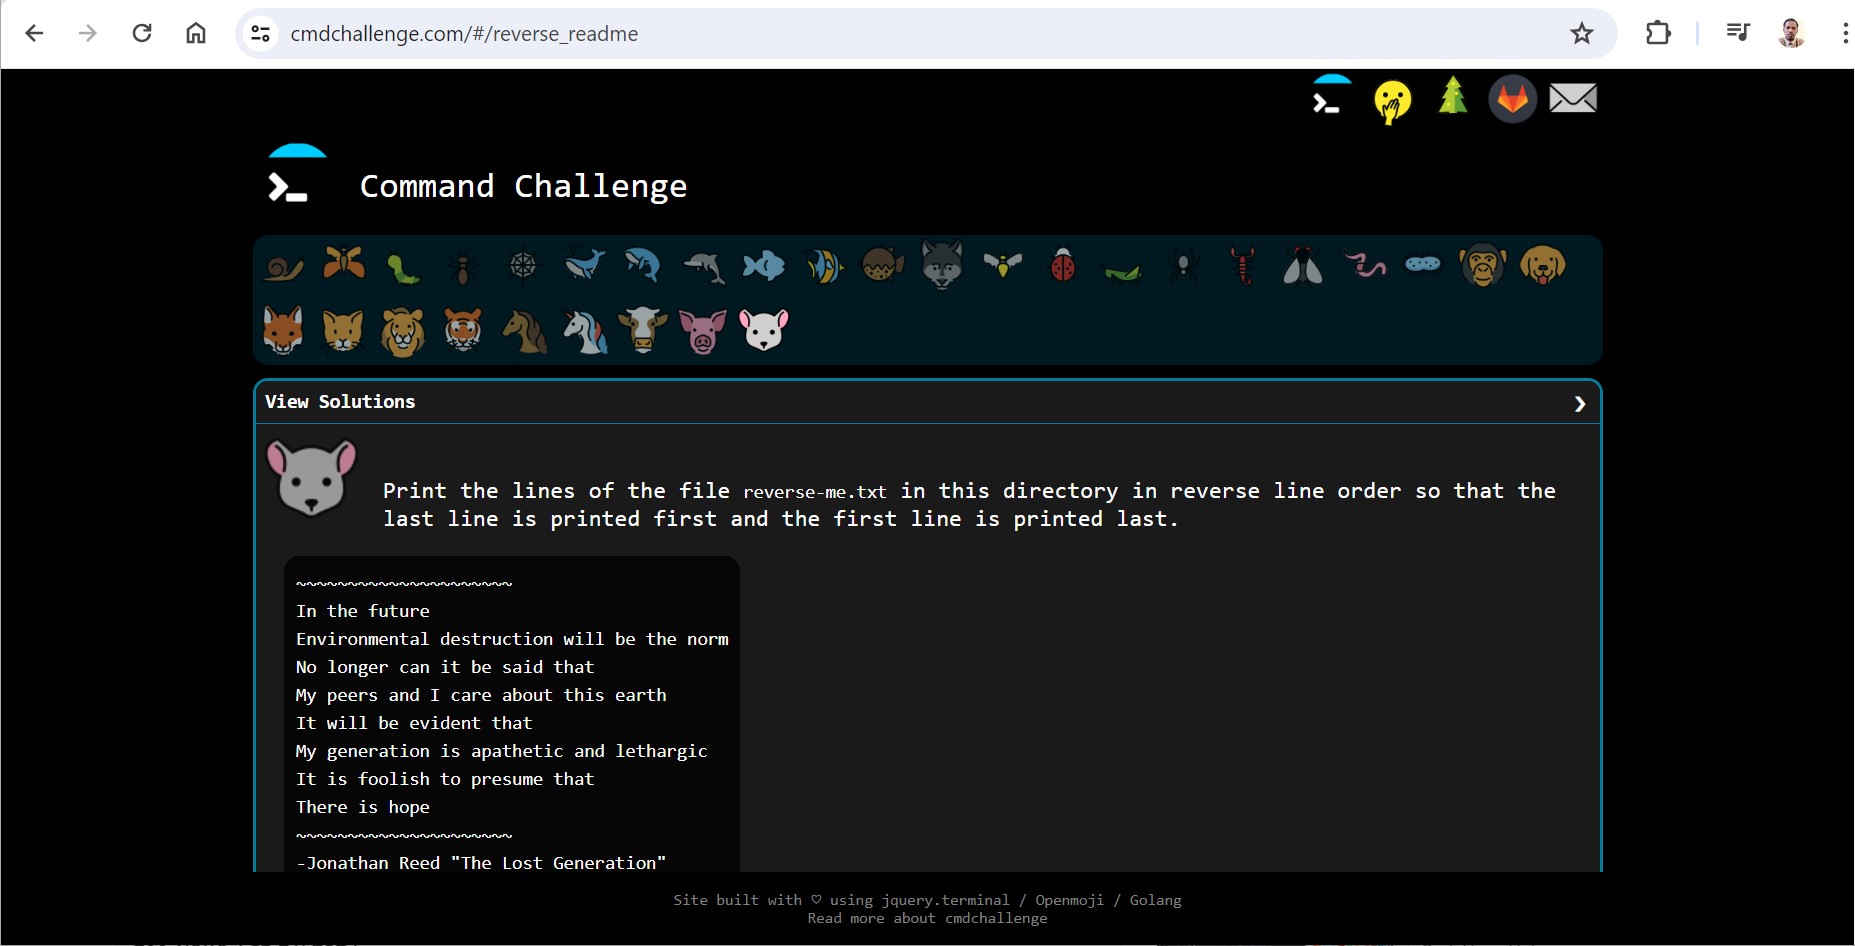 cmdchallenge.com/#/reverse_readme
Command Challenge
View Solutions
Print the lines of the file reverse-me.txt in this directory in reverse line order so that the
last line is printed first and the first line is printed last.
~~~~~~~~~~~~~~~~~~~~~
In the future
Environmental destruction will be the norm
No longer can it be said that
My peers and I care about this earth
It will be evident that
My generation is apathetic and lethargic
It is foolish to presume that
There is hope
~~~~~~~~~~~~~~~~~~~~~
-Jonathan Reed "The Lost Generation"
Site built with ♡ using jquery.terminal / Openmoji / Golang
Read more about cmdchallenge